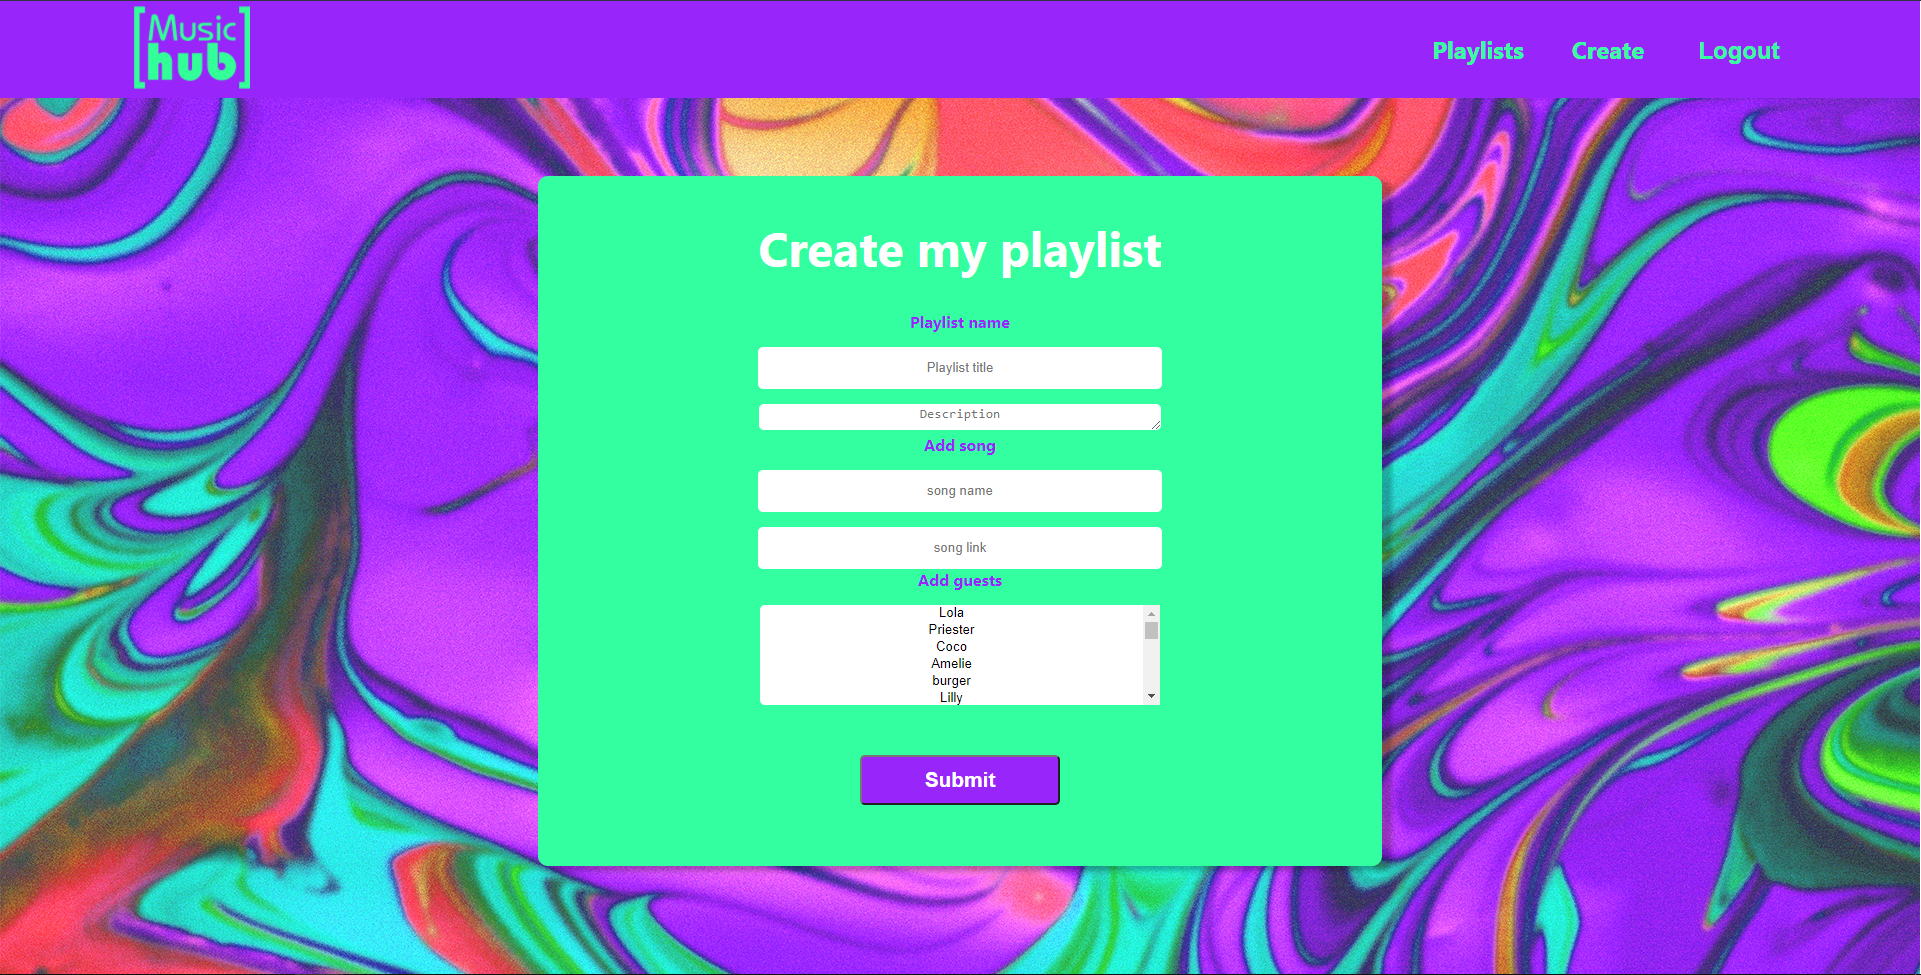 Music
hub
Playlists
Create
Logout
Create my playlist
Playlist name
Playlist title
Description
Add song
song name
song link
Add guests
Lola
Priester
Coco
Amelie
burger
Lilly
Submit